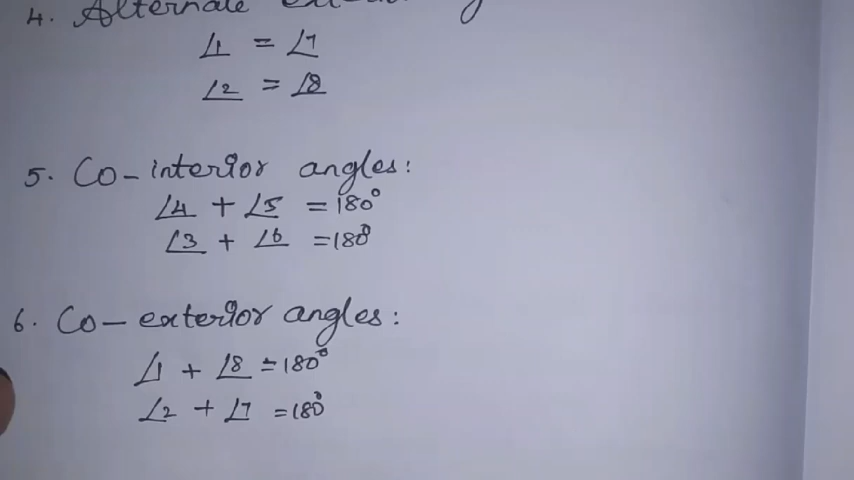 4. Alternate
∠1 = ∠7
∠2 = ∠8
5. Co-interior angles:
∠4 + ∠5 = 180°
∠3 + ∠6 = 180°
6. Co-exterior angles:
∠1 + ∠8 = 180°
∠2 + ∠7 = 180°